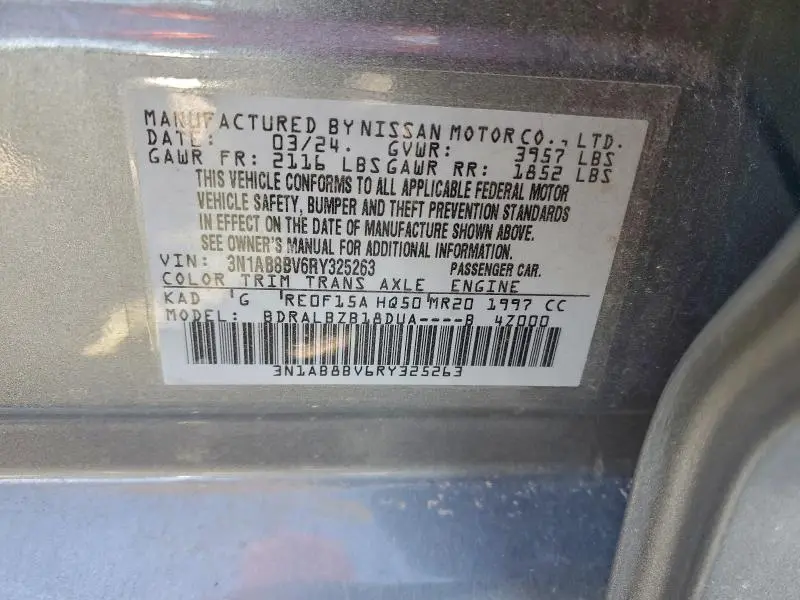 MANUFACTURED BY NISSAN MOTOR CO., LTD.
DATE: 03/24. GVWR: 3957 LBS
GAWR FR: 2116 LBS GAWR RR: 1852 LBS
THIS VEHICLE CONFORMS TO ALL APPLICABLE FEDERAL MOTOR
VEHICLE SAFETY, BUMPER AND THEFT PREVENTION STANDARDS
IN EFFECT ON THE DATE OF MANUFACTURE SHOWN ABOVE.
SEE OWNER'S MANUAL FOR ADDITIONAL INFORMATION.
VIN: 3N1AB8BV6RY325263 PASSENGER CAR.
COLOR TRIM TRANS AXLE ENGINE
KAD G RE0F15A HQ50 MR20 1997 CC
MODEL: BDRALBZB18DUA----B 4Z000
3N1AB8BV6RY325263